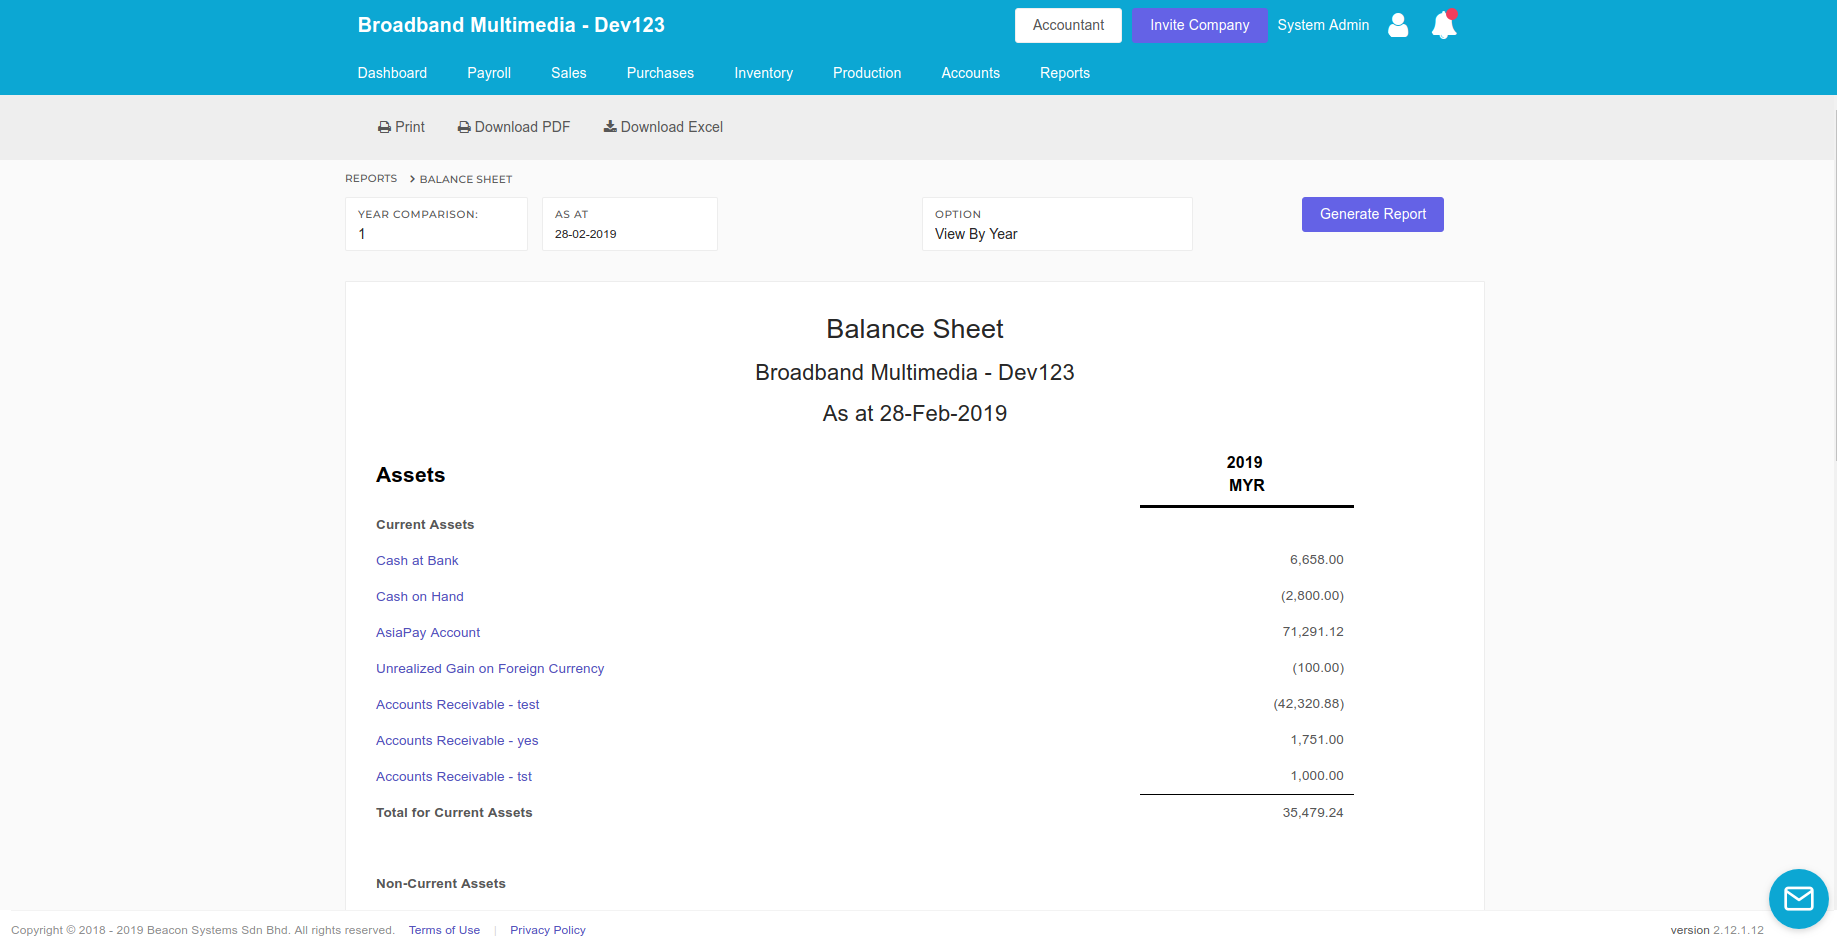 Broadband Multimedia - Dev123
Accountant
Invite Company
System Admin
Dashboard Payroll Sales Purchases Inventory Production Accounts Reports
Print Download PDF Download Excel
REPORTS > BALANCE SHEET
YEAR COMPARISON:
1
AS AT
28-02-2019
OPTION
View By Year
Generate Report
Balance Sheet
Broadband Multimedia - Dev123
As at 28-Feb-2019
Assets
2019
MYR
Current Assets
Cash at Bank 6,658.00
Cash on Hand (2,800.00)
AsiaPay Account 71,291.12
Unrealized Gain on Foreign Currency (100.00)
Accounts Receivable - test (42,320.88)
Accounts Receivable - yes 1,751.00
Accounts Receivable - tst 1,000.00
Total for Current Assets 35,479.24
Non-Current Assets
Copyright © 2018 - 2019 Beacon Systems Sdn Bhd. All rights reserved. Terms of Use | Privacy Policy version 2.12.1.12